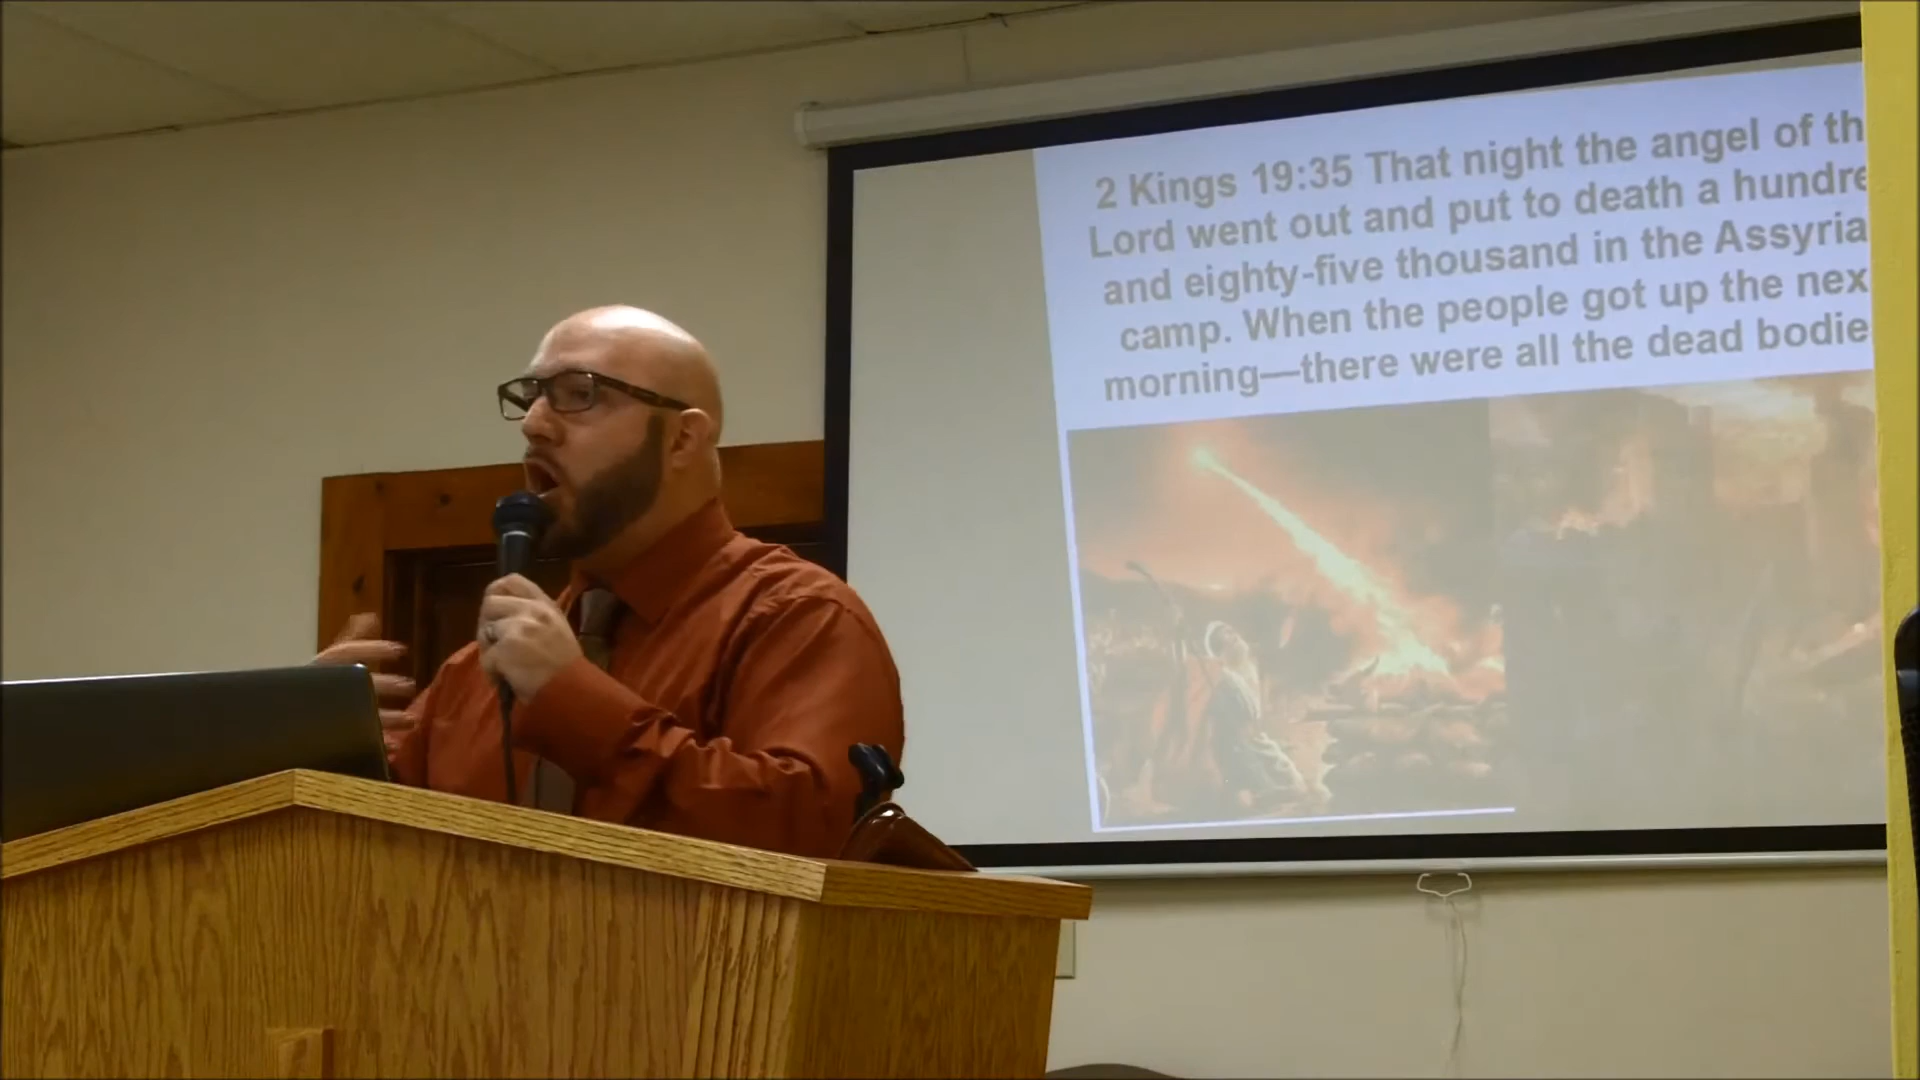 2 Kings 19:35 That night the angel of th
Lord went out and put to death a hundre
and eighty-five thousand in the Assyria
camp. When the people got up the nex
morning—there were all the dead bodie